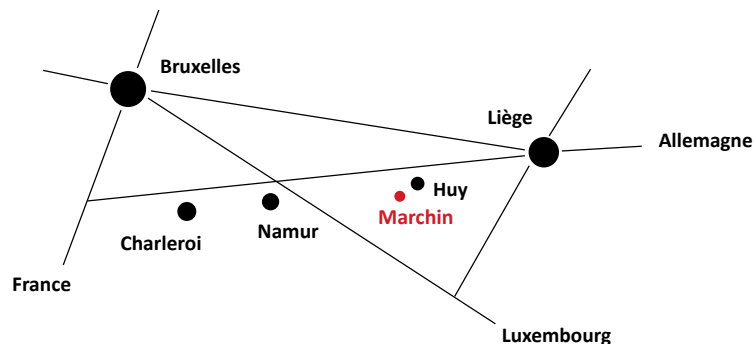 Bruxelles
Liège
Allemagne
Huy
Marchin
Namur
Charleroi
France
Luxembourg